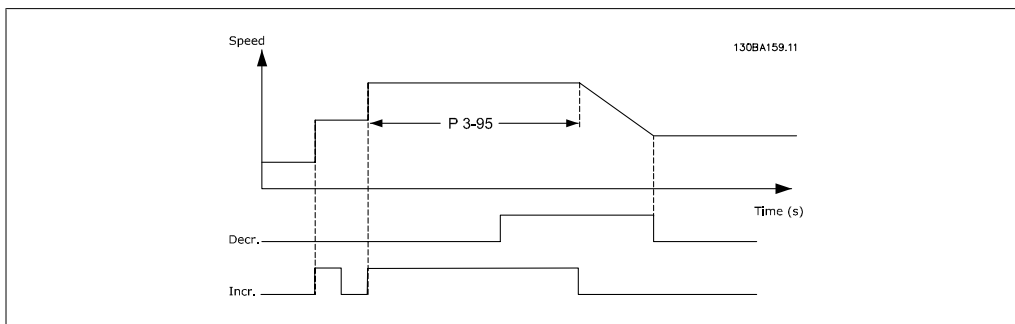 Speed
130BA159.11
P 3-95
Time (s)
Decr.
Incr.